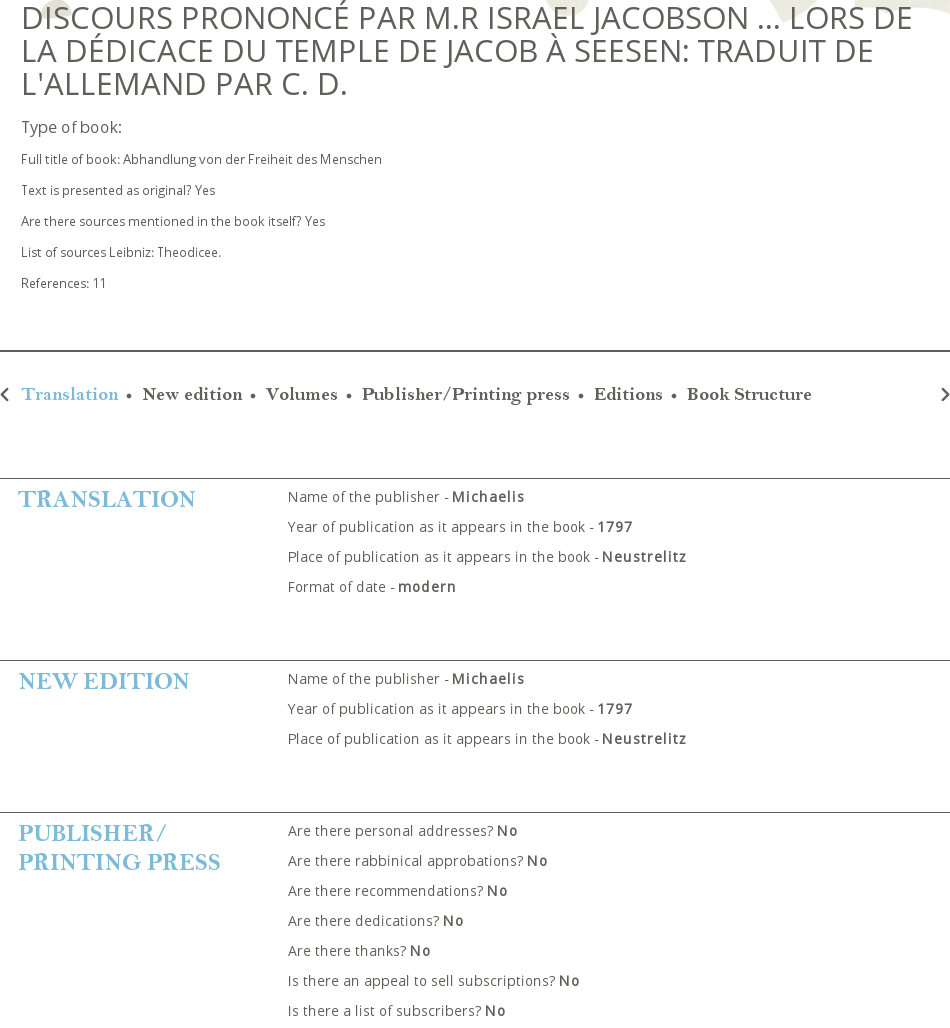 DISCOURS PRONONCÉ PAR M.R ISRAEL JACOBSON ... LORS DE
LA DÉDICACE DU TEMPLE DE JACOB À SEESEN: TRADUIT DE
L'ALLEMAND PAR C. D.
Type of book:
Full title of book: Abhandlung von der Freiheit des Menschen
Text is presented as original? Yes
Are there sources mentioned in the book itself? Yes
List of sources Leibniz: Theodicee.
References: 11
Translation • New edition • Volumes • Publisher/Printing press • Editions • Book Structure
TRANSLATION
Name of the publisher - Michaelis
Year of publication as it appears in the book - 1797
Place of publication as it appears in the book - Neustrelitz
Format of date - modern
NEW EDITION
Name of the publisher - Michaelis
Year of publication as it appears in the book - 1797
Place of publication as it appears in the book - Neustrelitz
PUBLISHER/
PRINTING PRESS
Are there personal addresses? No
Are there rabbinical approbations? No
Are there recommendations? No
Are there dedications? No
Are there thanks? No
Is there an appeal to sell subscriptions? No
Is there a list of subscribers? No